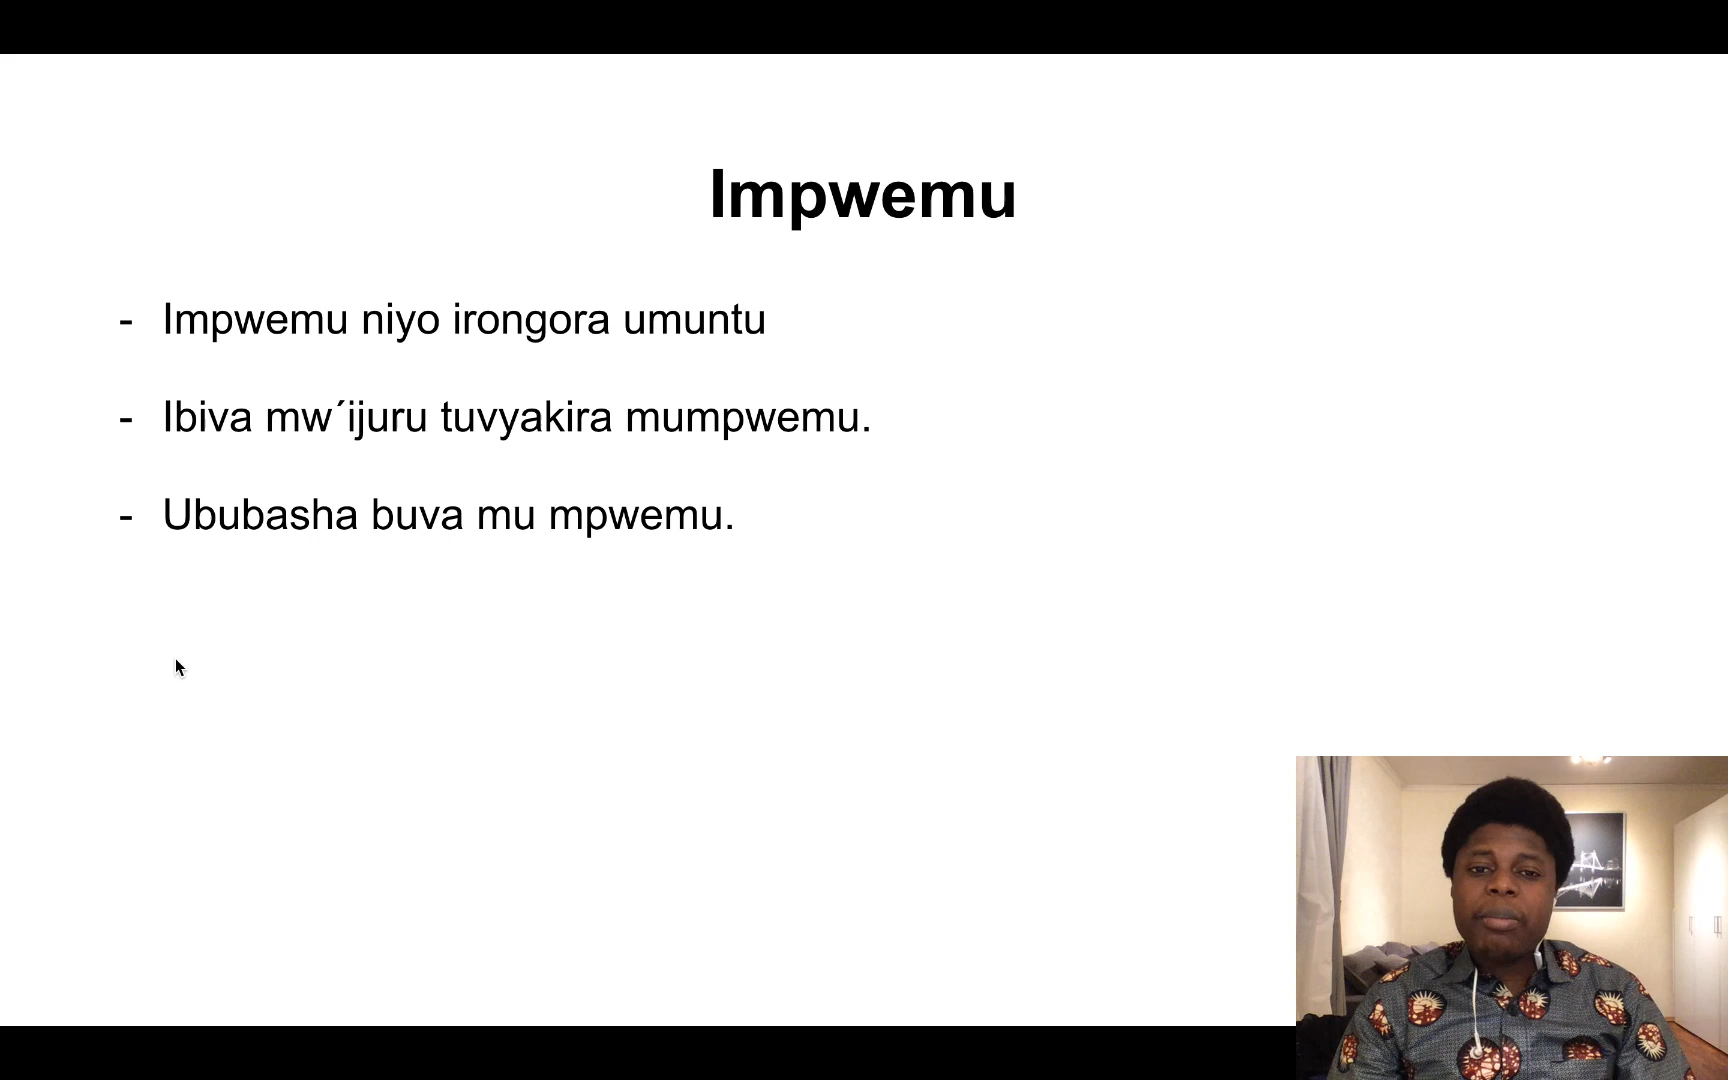 Impwemu
- Impwemu niyo irongora umuntu
- Ibiva mw´ijuru tuvyakira mumpwemu.
- Ububasha buva mu mpwemu.